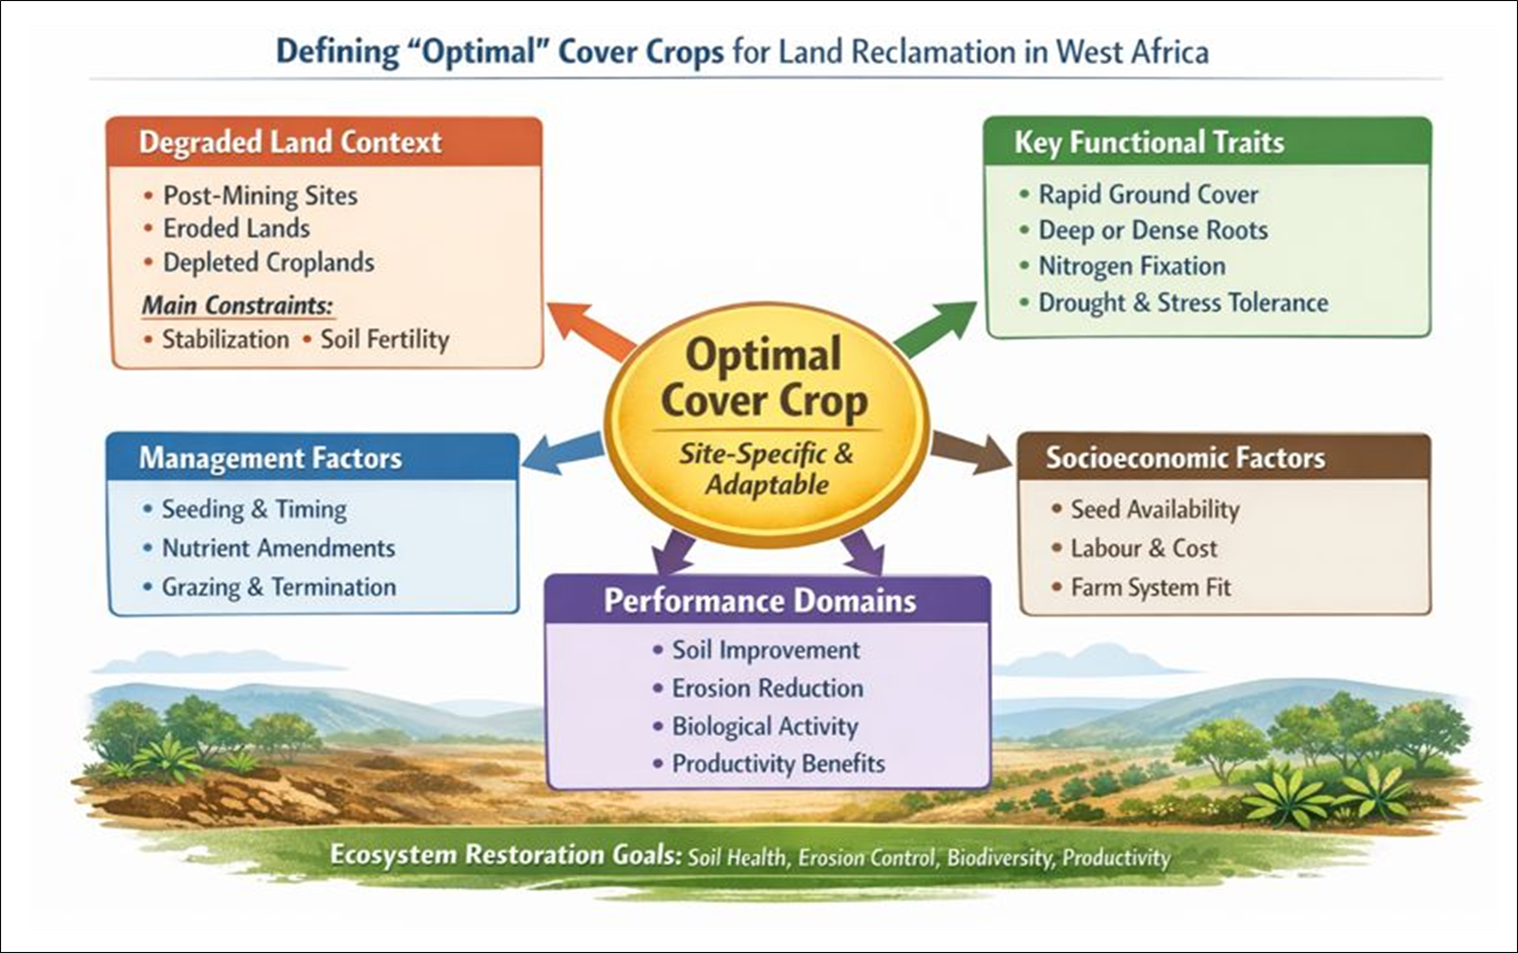 Defining “Optimal” Cover Crops for Land Reclamation in West Africa
Degraded Land Context
• Post-Mining Sites
• Eroded Lands
• Depleted Croplands
Main Constraints:
• Stabilization • Soil Fertility
Key Functional Traits
• Rapid Ground Cover
• Deep or Dense Roots
• Nitrogen Fixation
• Drought & Stress Tolerance
Optimal
Cover Crop
Site-Specific &
Adaptable
Management Factors
• Seeding & Timing
• Nutrient Amendments
• Grazing & Termination
Socioeconomic Factors
• Seed Availability
• Labour & Cost
• Farm System Fit
Performance Domains
• Soil Improvement
• Erosion Reduction
• Biological Activity
• Productivity Benefits
Ecosystem Restoration Goals: Soil Health, Erosion Control, Biodiversity, Productivity